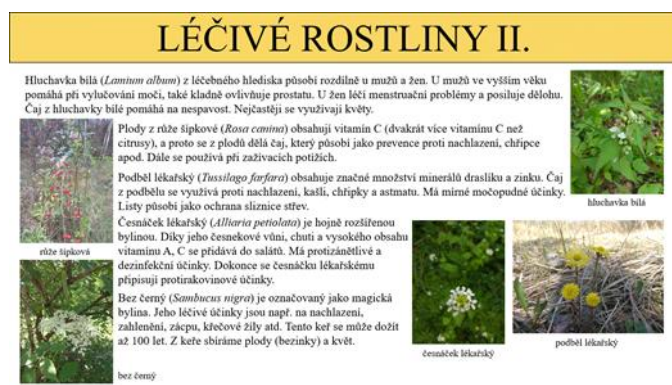 LÉČIVÉ ROSTLINY II.
Hluchavka bílá (Lamium album) z léčebného hlediska působí rozdílně u mužů a žen. U mužů ve vyšším věku
pomáhá při vylučování moči, také kladně ovlivňuje prostatu. U žen léčí menstruační problémy a posiluje dělohu.
Čaj z hluchavky bílé pomáhá na nespavost. Nejčastěji se využívají květy.
Plody z růže šípkové (Rosa canina) obsahují vitamín C (dvakrát více vitamínu C než
citrusy), a proto se z plodů dělá čaj, který působí jako prevence proti nachlazení, chřipce
apod. Dále se používá při zažívacích potížích.
Podběl lékařský (Tussilago farfara) obsahuje značné množství minerálů draslíku a zinku. Čaj
z podbělu se využívá proti nachlazení, kašli, chřipky a astmatu. Má mírné močopudné účinky.
Listy působí jako ochrana sliznice střev.
hluchavka bílá
Česnáček lékařský (Alliaria petiolata) je hojně rozšířenou
bylinou. Díky jeho česnekové vůni, chuti a vysokého obsahu
vitamínu A, C se přidává do salátů. Má protizánětlivé a
dezinfekční účinky. Dokonce se česnáčku lékařskému
připisují protirakovinové účinky.
růže šípková
Bez černý (Sambucus nigra) je označovaný jako magická
bylina. Jeho léčivé účinky jsou např. na nachlazení,
zahlenění, zácpu, křečové žíly atd. Tento keř se může dožít
až 100 let. Z keře sbíráme plody (bezinky) a květ.
česnáček lékařský
podběl lékařský
bez černý